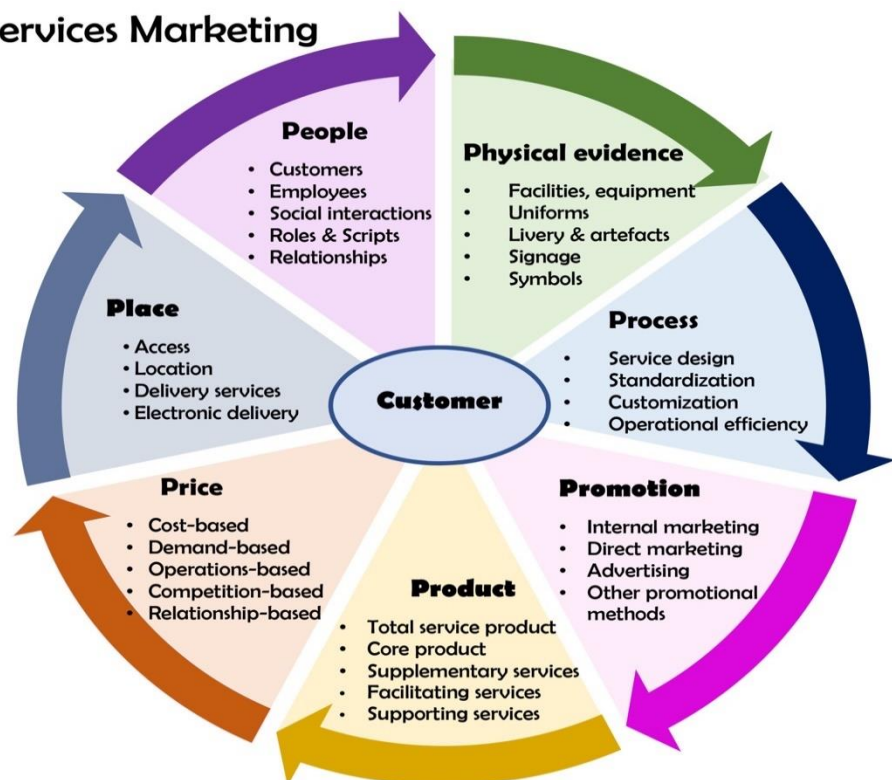 ervices Marketing
People
• Customers
• Employees
• Social interactions
• Roles & Scripts
• Relationships
Physical evidence
• Facilities, equipment
• Uniforms
• Livery & artefacts
• Signage
• Symbols
Process
• Service design
• Standardization
• Customization
• Operational efficiency
Promotion
• Internal marketing
• Direct marketing
• Advertising
• Other promotional
methods
Product
• Total service product
• Core product
• Supplementary services
• Facilitating services
• Supporting services
Price
• Cost-based
• Demand-based
• Operations-based
• Competition-based
• Relationship-based
Place
• Access
• Location
• Delivery services
• Electronic delivery
Customer